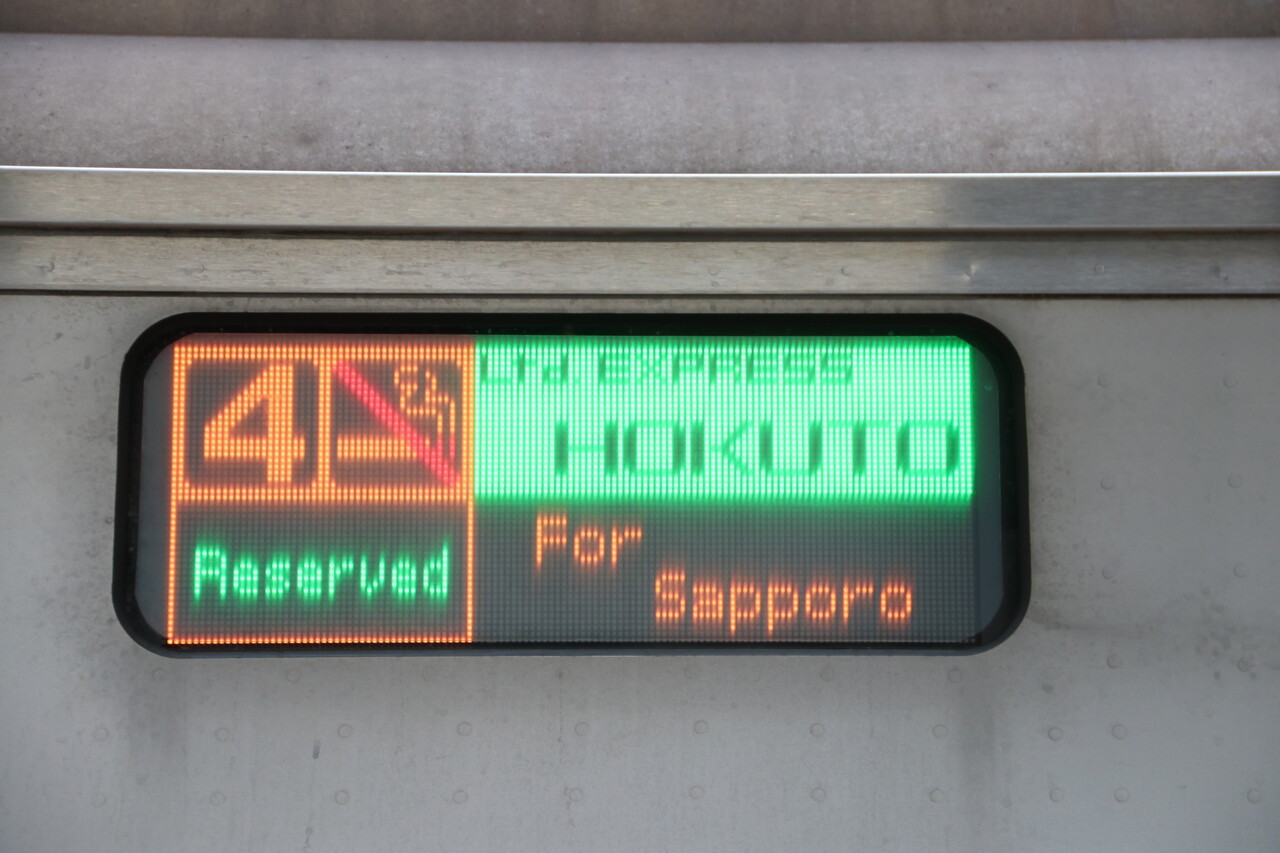 4
Reserved
Ltd. EXPRESS
HOKUTO
For
Sapporo